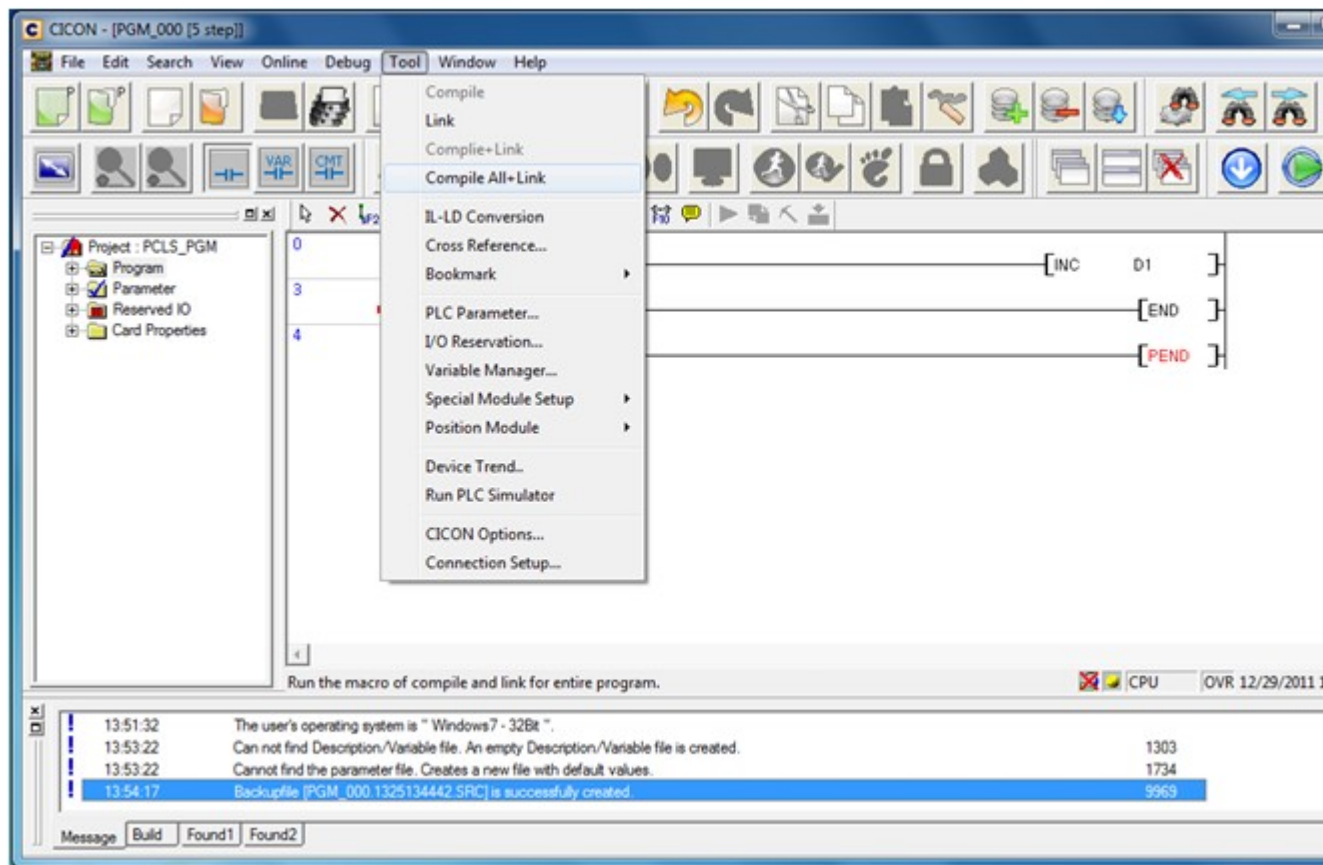 CICON - [PGM_000 [5 step]]
File Edit Search View Online Debug Tool Window Help
Compile
Link
Complie+Link
Compile All+Link
IL-LD Conversion
Cross Reference...
Bookmark
PLC Parameter...
I/O Reservation...
Variable Manager...
Special Module Setup
Position Module
Device Trend..
Run PLC Simulator
CICON Options...
Connection Setup...
VAR
CMT
F10
Project : PCLS_PGM
Program
Parameter
Reserved IO
Card Properties
0
INC D1
3
END
4
PEND
Run the macro of compile and link for entire program. CPU OVR 12/29/2011 1
13:51:32 The user's operating system is " Windows7 - 32Bit ".
13:53:22 Can not find Description/Variable file. An empty Description/Variable file is created. 1303
13:53:22 Cannot find the parameter file. Creates a new file with default values. 1734
13:54:17 Backupfile [PGM_000.1325134442.SRC] is successfully created. 9969
Message Build Found1 Found2